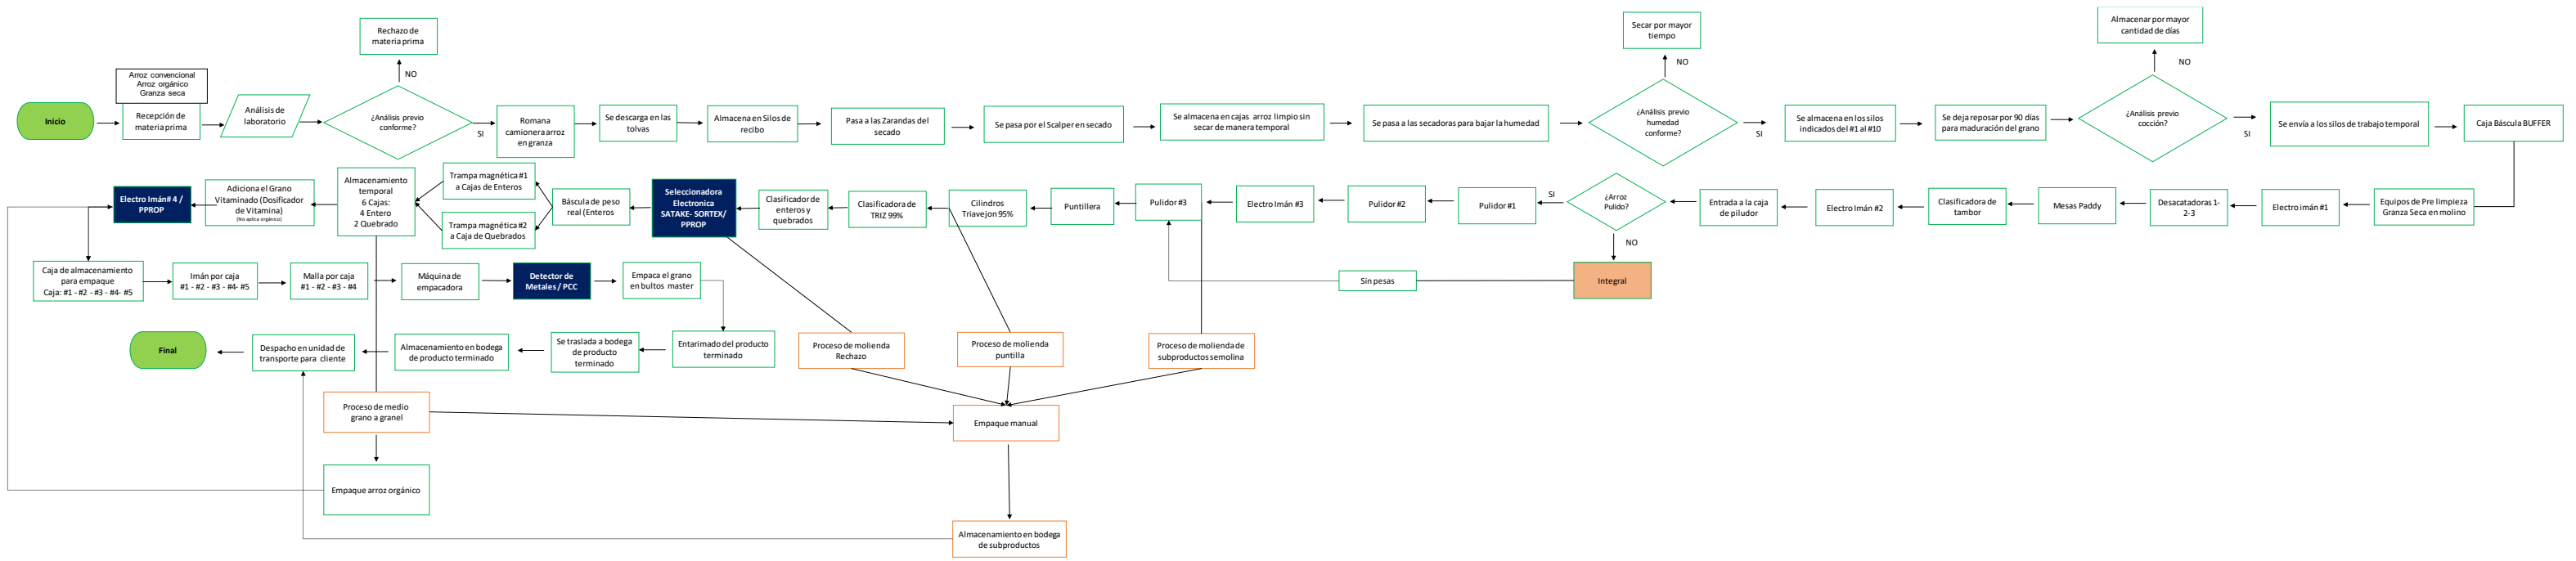 Rechazo de
materia prima
NO
Secar por mayor
tiempo
NO
Almacenar por mayor
cantidad de días
NO
Inicio
Arroz convencional
Arroz orgánico
Granza seca
Recepción de
materia prima
Análisis de
laboratorio
¿Análisis previo
conforme?
SI
Romana
camionera arroz
en granza
Se descarga en las
tolvas
Almacena en Silos de
recibo
Pasa a las Zarandas del
secado
Se pasa por el Scalper en secado
Se almacena en cajas arroz limpio sin
secar de manera temporal
Se pasa a las secadoras para bajar la humedad
¿Análisis previo
humedad
conforme?
SI
Se almacena en los silos
indicados del #1 al #10
Se deja reposar por 90 días
para maduración del grano
¿Análisis previo
cocción?
SI
Se envía a los silos de trabajo temporal
Caja Báscula BUFFER
Electro Imán# 4 /
PPROP
Adiciona el Grano
Vitaminado (Dosificador
de Vitamina)
(No aplica orgánico)
Almacenamiento
temporal
6 Cajas:
4 Entero
2 Quebrado
Trampa magnética #1
a Cajas de Enteros
Trampa magnética #2
a Caja de Quebrados
Báscula de peso
real (Enteros
Seleccionadora
Electronica
SATAKE- SORTEX/
PPROP
Clasificador de
enteros y
quebrados
Clasificadora de
TRIZ 99%
Cilindros
Triavejon 95%
Puntillera
Pulidor #3
Electro Imán #3
Pulidor #2
Pulidor #1
SI
¿Arroz
Pulido?
NO
Entrada a la caja
de piludor
Electro Imán #2
Clasificadora de
tambor
Mesas Paddy
Desacatadoras 1-
2-3
Electro imán #1
Equipos de Pre limpieza
Granza Seca en molino
Caja de almacenamiento
para empaque
Caja: #1 - #2 - #3 - #4- #5
Imán por caja
#1 - #2 - #3 - #4- #5
Malla por caja
#1 - #2 - #3 - #4
Máquina de
empacadora
Detector de
Metales / PCC
Empaca el grano
en bultos master
Sin pesas
Integral
Final
Despacho en unidad de
transporte para cliente
Almacenamiento en bodega
de producto terminado
Se traslada a bodega
de producto
terminado
Entarimado del producto
terminado
Proceso de molienda
Rechazo
Proceso de molienda
puntilla
Proceso de molienda de
subproductos semolina
Proceso de medio
grano a granel
Empaque manual
Empaque arroz orgánico
Almacenamiento en bodega
de subproductos